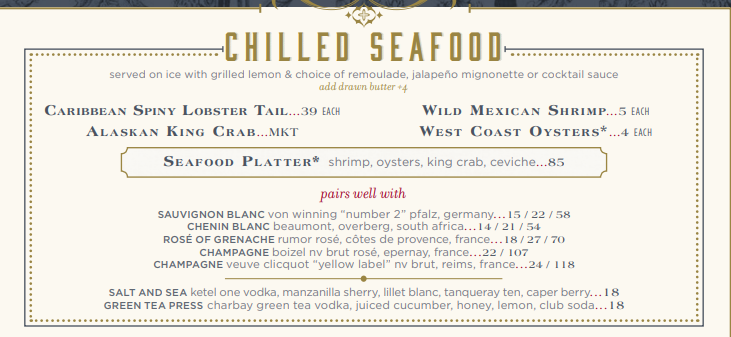 CHILLED SEAFOOD
served on ice with grilled lemon & choice of remoulade, jalapeño mignonette or cocktail sauce
add drawn butter +4
CARIBBEAN SPINY LOBSTER TAIL...39 EACH
WILD MEXICAN SHRIMP...5 EACH
ALASKAN KING CRAB...MKT
WEST COAST OYSTERS*...4 EACH
SEAFOOD PLATTER* shrimp, oysters, king crab, ceviche...85
pairs well with
SAUVIGNON BLANC von winning "number 2" pfalz, germany...15 / 22 / 58
CHENIN BLANC beaumont, overberg, south africa...14 / 21 / 54
ROSÉ OF GRENACHE rumor rosé, côtes de provence, france...18 / 27 / 70
CHAMPAGNE boizel nv brut rosé, epernay, france...22 / 107
CHAMPAGNE veuve clicquot "yellow label" nv brut, reims, france...24 / 118
SALT AND SEA ketel one vodka, manzanilla sherry, lillet blanc, tanqueray ten, caper berry...18
GREEN TEA PRESS charbay green tea vodka, juiced cucumber, honey, lemon, club soda...18